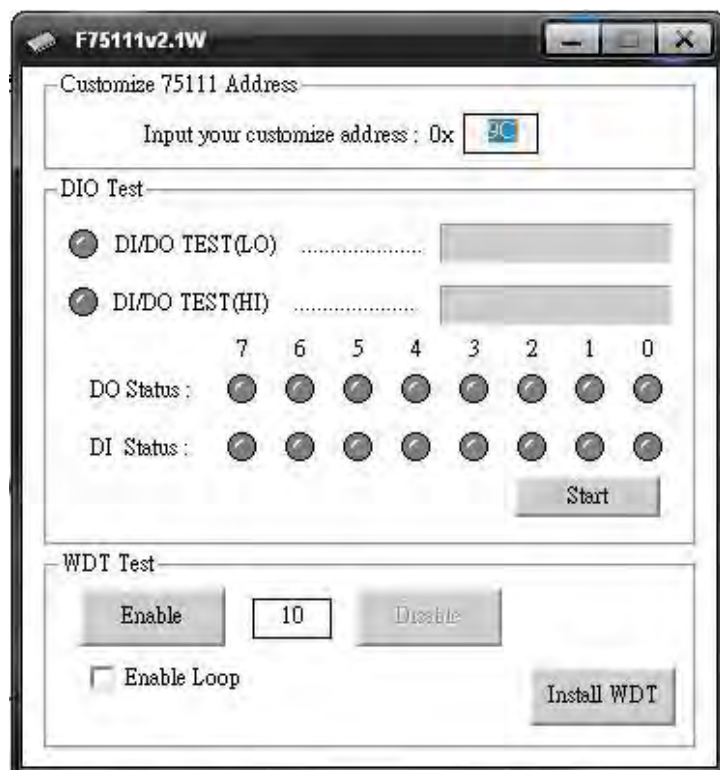 F75111v2.1W
Customize 75111 Address
Input your customize address : 0x 9C
DIO Test
DI/DO TEST(LO) .....................
DI/DO TEST(HI) .....................
7 6 5 4 3 2 1 0
DO Status :
DI Status :
Start
WDT Test
Enable 10 Disable
Enable Loop
Install WDT